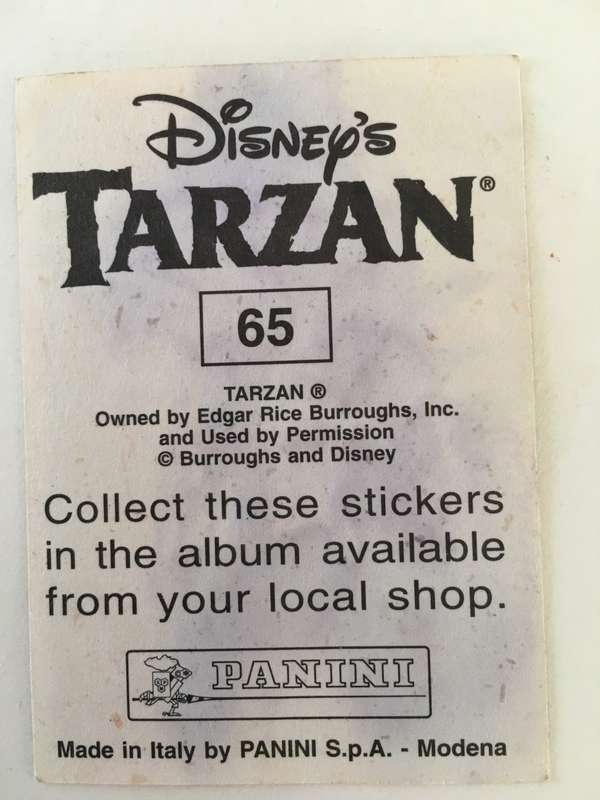 DISNEY'S
TARZAN®
65
TARZAN ®
Owned by Edgar Rice Burroughs, Inc.
and Used by Permission
© Burroughs and Disney
Collect these stickers
in the album available
from your local shop.
PANINI
Made in Italy by PANINI S.p.A. - Modena